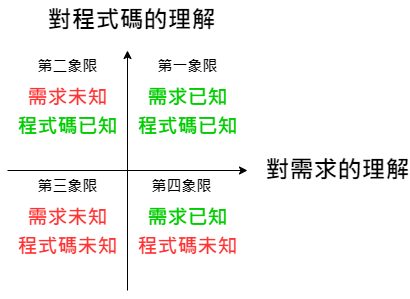 對程式碼的理解
第二象限
需求未知
程式碼已知
第一象限
需求已知
程式碼已知
對需求的理解
第三象限
需求未知
程式碼未知
第四象限
需求已知
程式碼未知